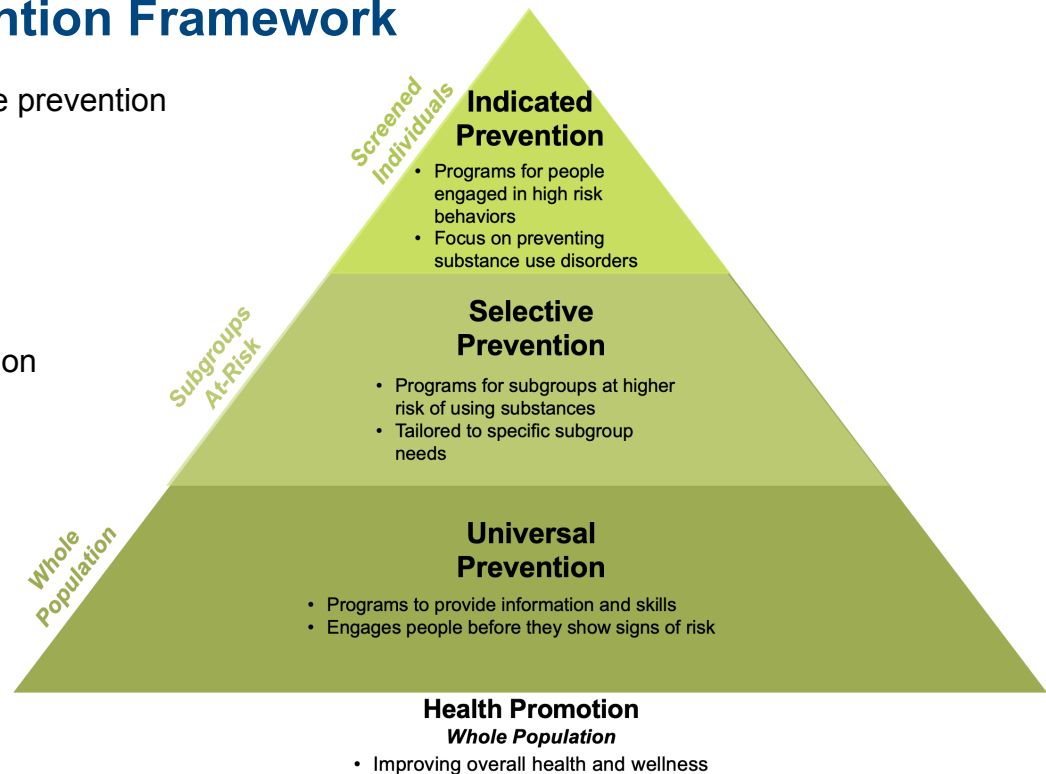 ntion Framework
e prevention
on
Screened
Individuals
Indicated
Prevention
• Programs for people
engaged in high risk
behaviors
• Focus on preventing
substance use disorders
Subgroups
At-Risk
Selective
Prevention
• Programs for subgroups at higher
risk of using substances
• Tailored to specific subgroup
needs
Whole
Population
Universal
Prevention
• Programs to provide information and skills
• Engages people before they show signs of risk
Health Promotion
Whole Population
• Improving overall health and wellness